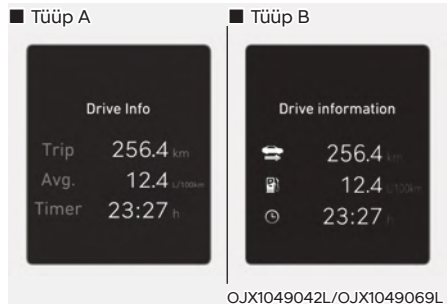 ■ Tüüp A
Drive Info
Trip 256.4 km
Avg. 12.4 L/100km
Timer 23:27 h
■ Tüüp B
Drive information
256.4 km
12.4 L/100km
23:27 h
OJX1049042L/OJX1049069L